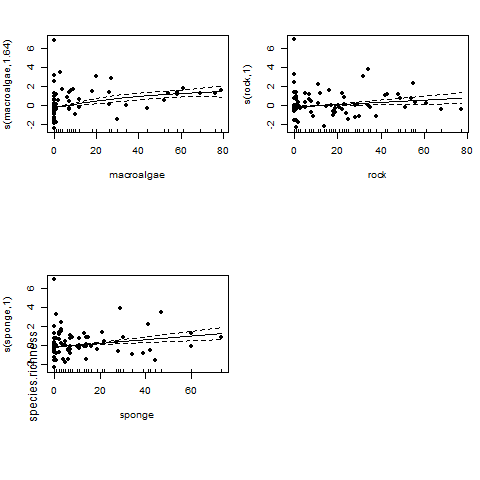 s(macroalgae,1.64)
6
4
2
0
-2
0 20 40 60 80
macroalgae
s(rock,1)
6
4
2
0
-2
0 20 40 60 80
rock
s(sponge,1)
species.richness
6
4
2
0
-2
0 20 40 60
sponge